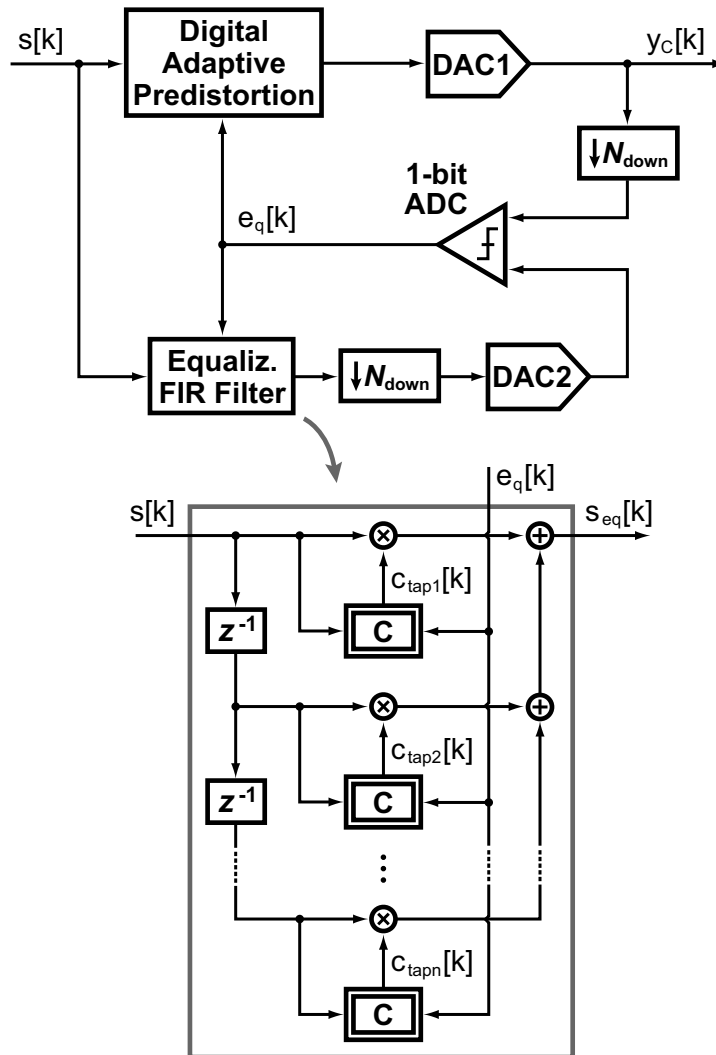 s[k]
Digital
Adaptive
Predistortion
DAC1
y_C[k]
↓N_down
1-bit
ADC
e_q[k]
Equaliz.
FIR Filter
↓N_down
DAC2
e_q[k]
s[k]
s_eq[k]
c_tap1[k]
z^-1
C
c_tap2[k]
z^-1
C
c_tapn[k]
C